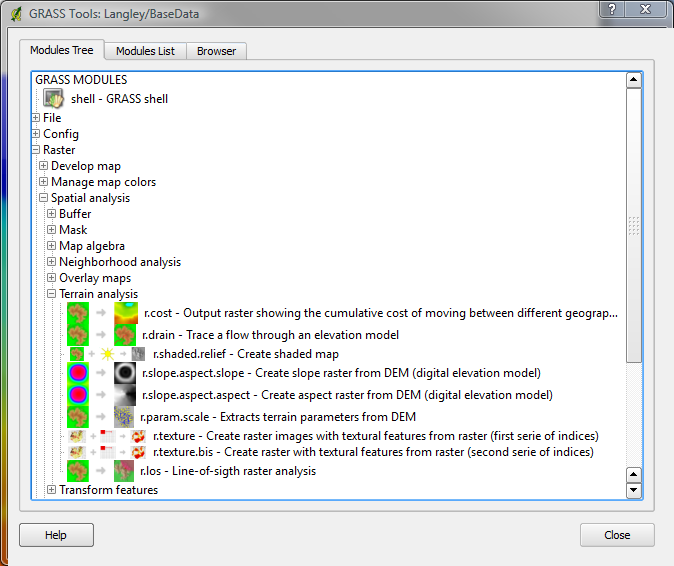 GRASS Tools: Langley/BaseData
Modules Tree Modules List Browser
GRASS MODULES
shell - GRASS shell
File
Config
Raster
Develop map
Manage map colors
Spatial analysis
Buffer
Mask
Map algebra
Neighborhood analysis
Overlay maps
Terrain analysis
r.cost - Output raster showing the cumulative cost of moving between different geograp...
r.drain - Trace a flow through an elevation model
r.shaded.relief - Create shaded map
r.slope.aspect.slope - Create slope raster from DEM (digital elevation model)
r.slope.aspect.aspect - Create aspect raster from DEM (digital elevation model)
r.param.scale - Extracts terrain parameters from DEM
r.texture - Create raster images with textural features from raster (first serie of indices)
r.texture.bis - Create raster with textural features from raster (second serie of indices)
r.los - Line-of-sigth raster analysis
Transform features
Help Close